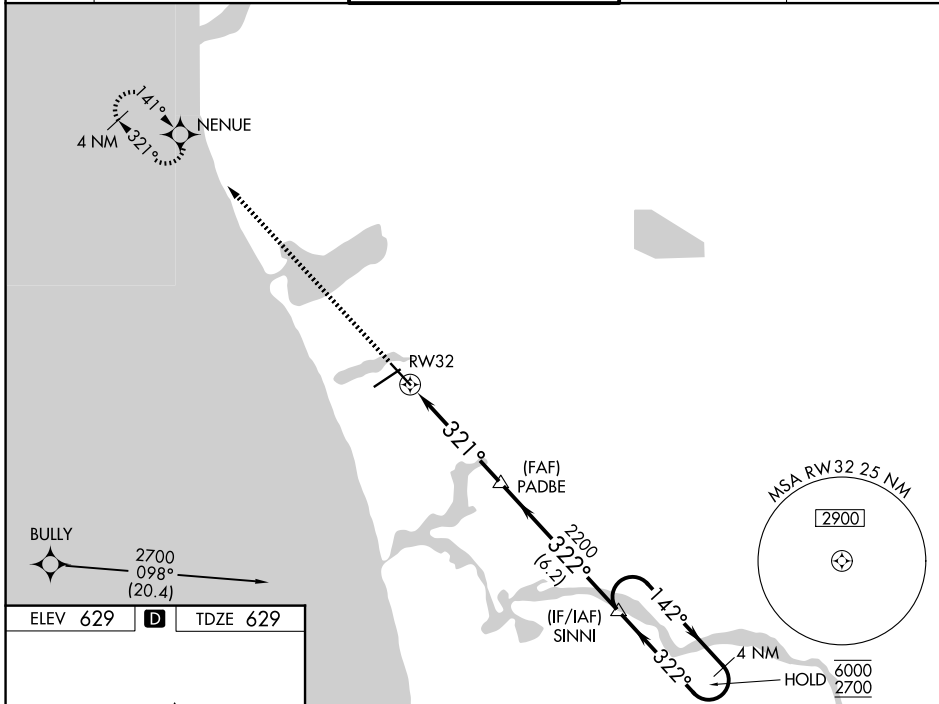 141°
NENUE
4 NM
321°
RW32
321°
(FAF)
PADBE
MSA RW32 25 NM
2900
BULLY
2700
098°
(20.4)
2200
322°
(6.2)
(IF/IAF)
SINNI
142°
322°
4 NM
HOLD
6000
2700
ELEV 629 D TDZE 629